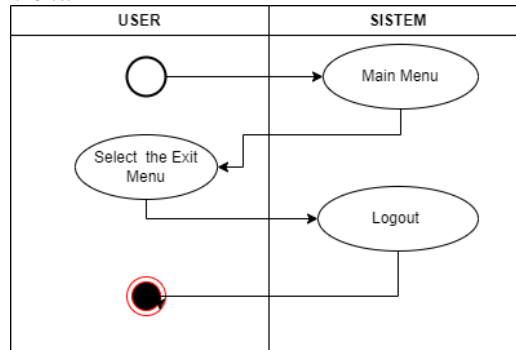 USER
SISTEM
Main Menu
Select the Exit
Menu
Logout